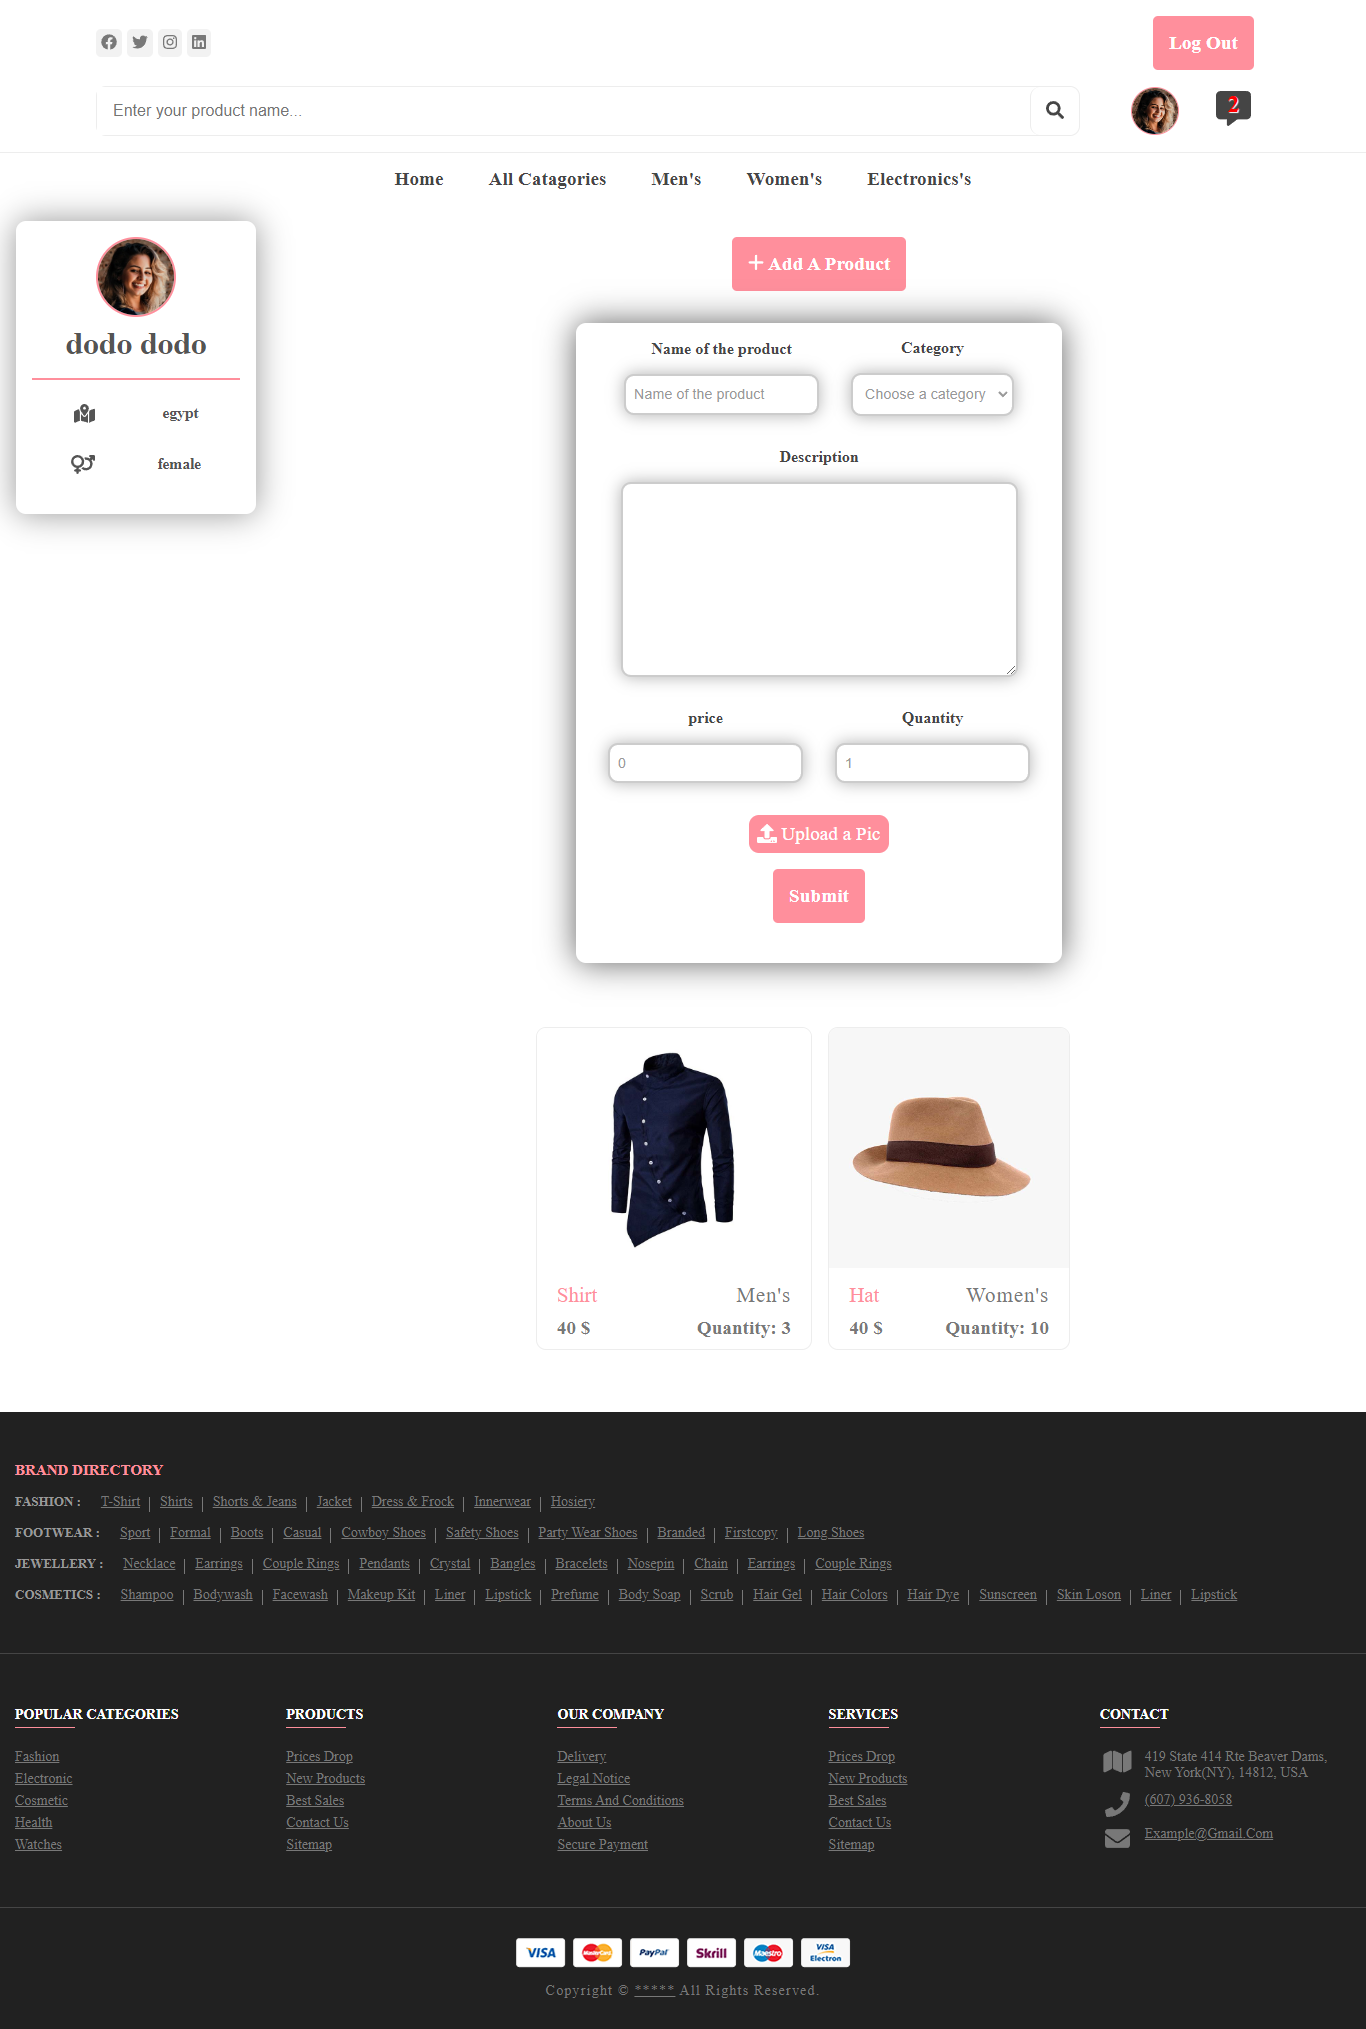 Log Out
Enter your product name...
2
Home All Catagories Men's Women's Electronics's
dodo dodo
egypt
female
Add A Product
Name of the product Category
Name of the product Choose a category
Description
price Quantity
0 1
Upload a Pic
Submit
Shirt Men's
40 $ Quantity: 3
Hat Women's
40 $ Quantity: 10
BRAND DIRECTORY
FASHION : T-Shirt | Shirts | Shorts & Jeans | Jacket | Dress & Frock | Innerwear | Hosiery
FOOTWEAR : Sport | Formal | Boots | Casual | Cowboy Shoes | Safety Shoes | Party Wear Shoes | Branded | Firstcopy | Long Shoes
JEWELLERY : Necklace | Earrings | Couple Rings | Pendants | Crystal | Bangles | Bracelets | Nosepin | Chain | Earrings | Couple Rings
COSMETICS : Shampoo | Bodywash | Facewash | Makeup Kit | Liner | Lipstick | Prefume | Body Soap | Scrub | Hair Gel | Hair Colors | Hair Dye | Sunscreen | Skin Loson | Liner | Lipstick
POPULAR CATEGORIES
Fashion
Electronic
Cosmetic
Health
Watches
PRODUCTS
Prices Drop
New Products
Best Sales
Contact Us
Sitemap
OUR COMPANY
Delivery
Legal Notice
Terms And Conditions
About Us
Secure Payment
SERVICES
Prices Drop
New Products
Best Sales
Contact Us
Sitemap
CONTACT
419 State 414 Rte Beaver Dams,
New York(NY), 14812, USA
(607) 936-8058
Example@Gmail.Com
VISA MasterCard PayPal Skrill Maestro VISA Electron
Copyright © ***** All Rights Reserved.